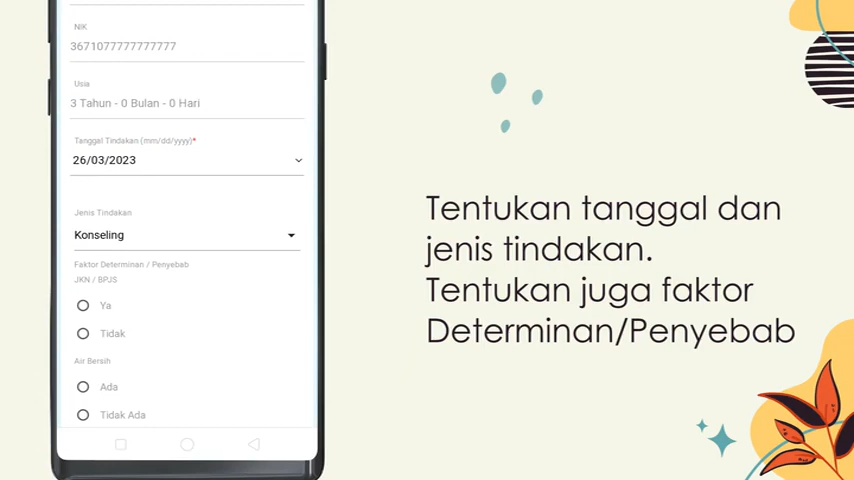 NIK
3671077777777777
Usia
3 Tahun - 0 Bulan - 0 Hari
Tanggal Tindakan (mm/dd/yyyy)*
26/03/2023
Jenis Tindakan
Konseling
Faktor Determinan / Penyebab
JKN / BPJS
Ya
Tidak
Air Bersih
Ada
Tidak Ada
Tentukan tanggal dan
jenis tindakan.
Tentukan juga faktor
Determinan/Penyebab